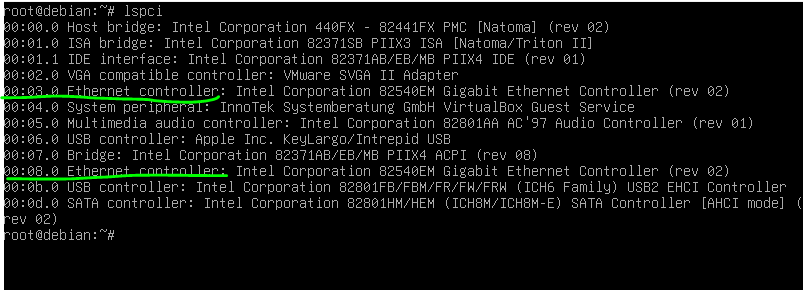 root@debian:~# lspci
00:00.0 Host bridge: Intel Corporation 440FX - 82441FX PMC [Natoma] (rev 02)
00:01.0 ISA bridge: Intel Corporation 82371SB PIIX3 ISA [Natoma/Triton II]
00:01.1 IDE interface: Intel Corporation 82371AB/EB/MB PIIX4 IDE (rev 01)
00:02.0 VGA compatible controller: VMware SVGA II Adapter
00:03.0 Ethernet controller: Intel Corporation 82540EM Gigabit Ethernet Controller (rev 02)
00:04.0 System peripheral: InnoTek Systemberatung GmbH VirtualBox Guest Service
00:05.0 Multimedia audio controller: Intel Corporation 82801AA AC'97 Audio Controller (rev 01)
00:06.0 USB controller: Apple Inc. KeyLargo/Intrepid USB
00:07.0 Bridge: Intel Corporation 82371AB/EB/MB PIIX4 ACPI (rev 08)
00:08.0 Ethernet controller: Intel Corporation 82540EM Gigabit Ethernet Controller (rev 02)
00:0b.0 USB controller: Intel Corporation 82801FB/FBM/FR/FW/FRW (ICH6 Family) USB2 EHCI Controller
00:0d.0 SATA controller: Intel Corporation 82801HM/HEM (ICH8M/ICH8M-E) SATA Controller [AHCI mode] (
rev 02)
root@debian:~#